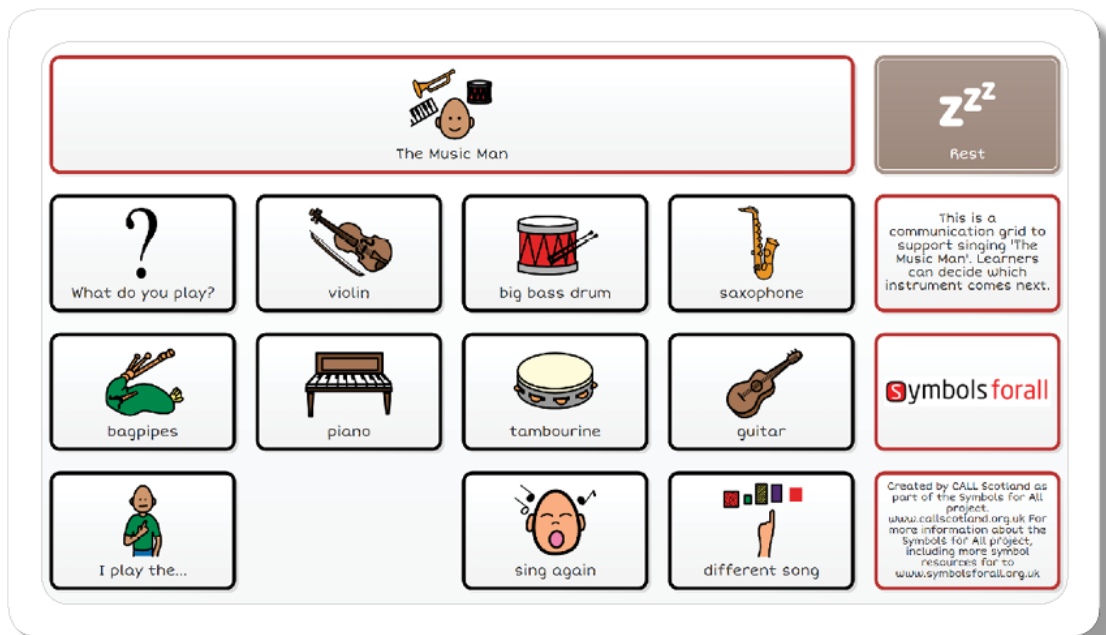 The Music Man
zzz
Rest
What do you play?
violin
big bass drum
saxophone
This is a
communication grid to
support singing 'The
Music Man'. Learners
can decide which
instrument comes next.
bagpipes
piano
tambourine
guitar
symbols forall
I play the...
sing again
different song
Created by CALL Scotland as
part of the Symbols for All
project.
www.callscotland.org.uk For
more information about the
Symbols for All project,
including more symbol
resources for to
www.symbolsforall.org.uk